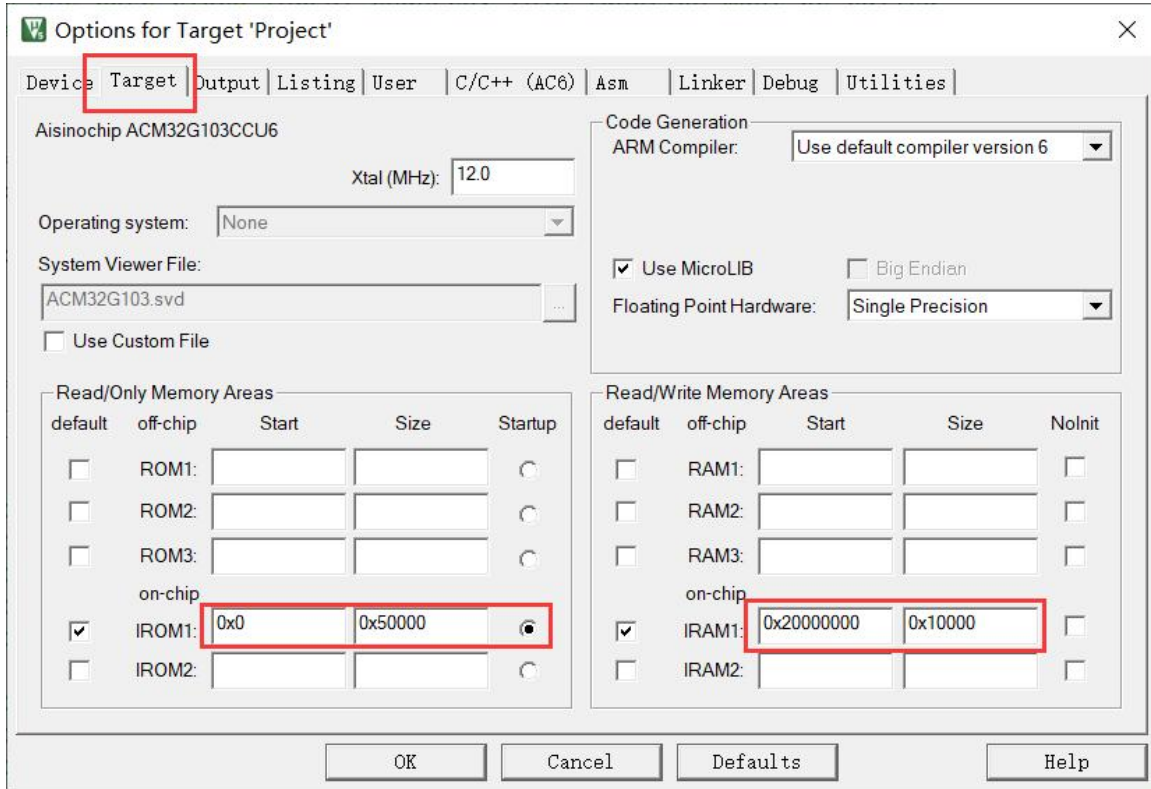 Options for Target 'Project'
Device Target Output Listing User C/C++ (AC6) Asm Linker Debug Utilities
Aisinochip ACM32G103CCU6
Xtal (MHz): 12.0
Operating system: None
System Viewer File:
ACM32G103.svd ...
Use Custom File
Code Generation
ARM Compiler: Use default compiler version 6
Use MicroLIB Big Endian
Floating Point Hardware: Single Precision
Read/Only Memory Areas
default off-chip Start Size Startup
ROM1:
ROM2:
ROM3:
on-chip
IROM1: 0x0 0x50000
IROM2:
Read/Write Memory Areas
default off-chip Start Size NoInit
RAM1:
RAM2:
RAM3:
on-chip
IRAM1: 0x20000000 0x10000
IRAM2:
OK Cancel Defaults Help